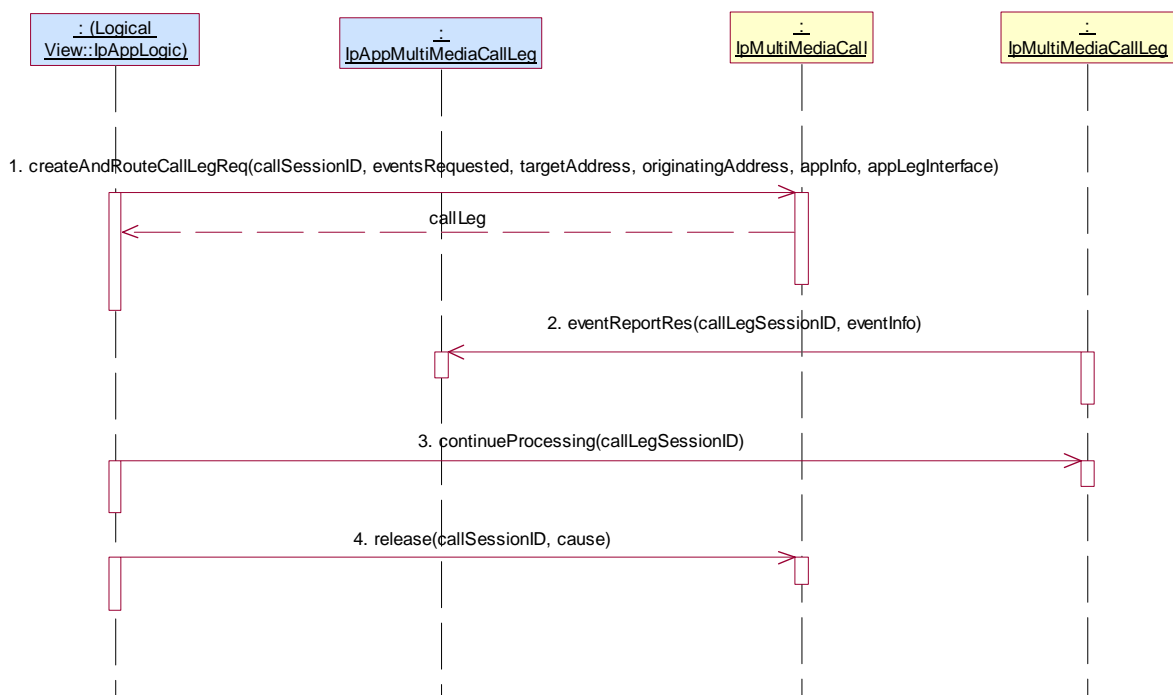 : (Logical
View::IpAppLogic)
:
IpAppMultiMediaCallLeg
:
IpMultiMediaCall
:
IpMultiMediaCallLeg
1. createAndRouteCallLegReq(callSessionID, eventsRequested, targetAddress, originatingAddress, appInfo, appLegInterface)
callLeg
2. eventReportRes(callLegSessionID, eventInfo)
3. continueProcessing(callLegSessionID)
4. release(callSessionID, cause)